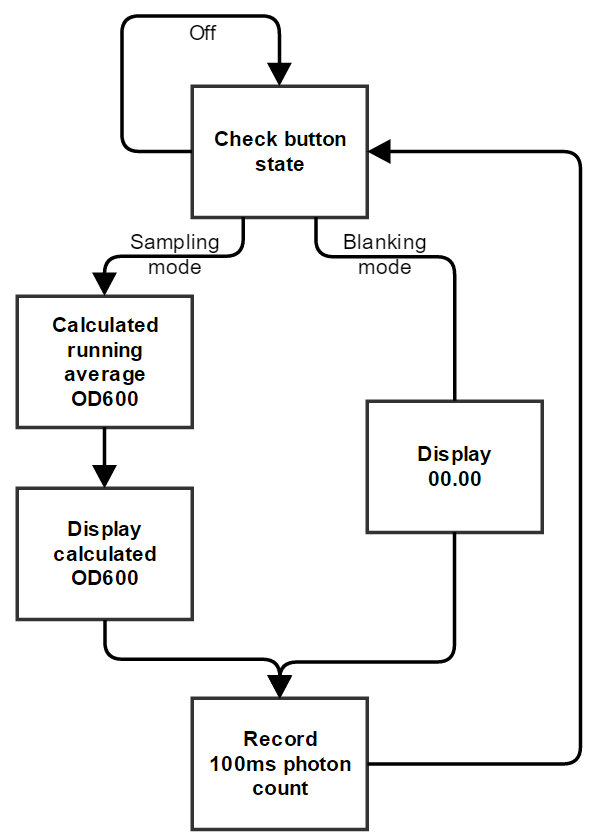 Off
Check button
state
Sampling
mode
Blanking
mode
Calculated
running
average
OD600
Display
00.00
Display
calculated
OD600
Record
100ms photon
count